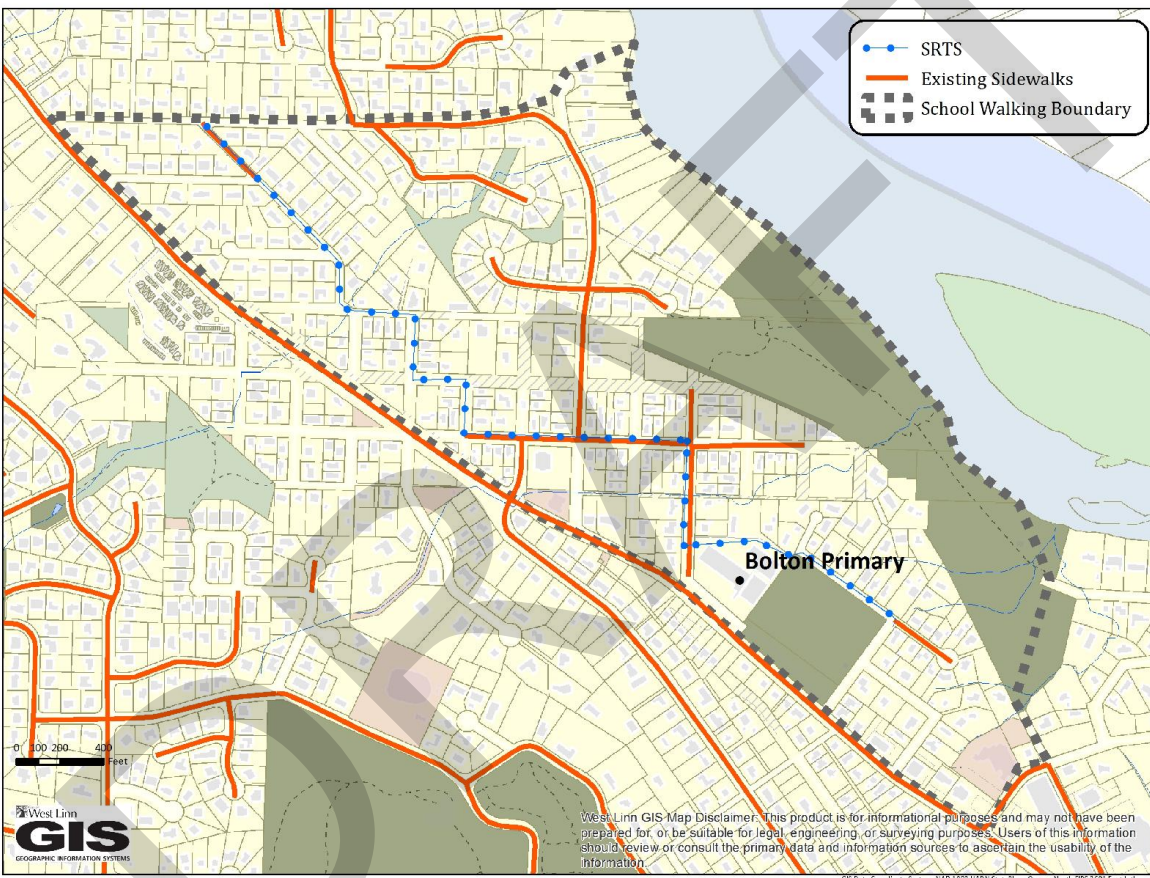 SRTS
Existing Sidewalks
School Walking Boundary
Bolton Primary
0 100 200 400
Feet
West Linn
GIS
GEOGRAPHIC INFORMATION SYSTEMS
West Linn GIS Map Disclaimer: This product is for informational purposes and may not have been
prepared for, or be suitable for legal, engineering, or surveying purposes. Users of this information
should review or consult the primary data and information sources to ascertain the usability of the
information.
DRAFT